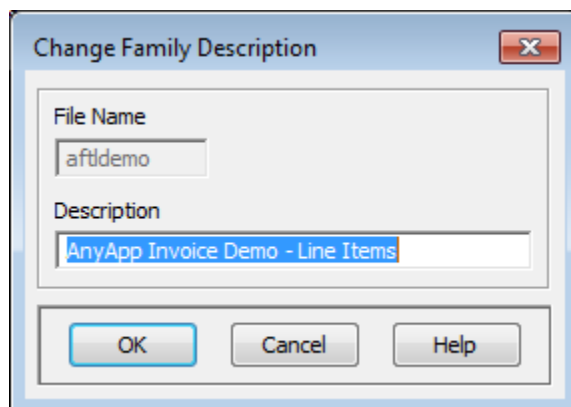 Change Family Description
File Name
aftldemo
Description
AnyApp Invoice Demo - Line Items
OK
Cancel
Help